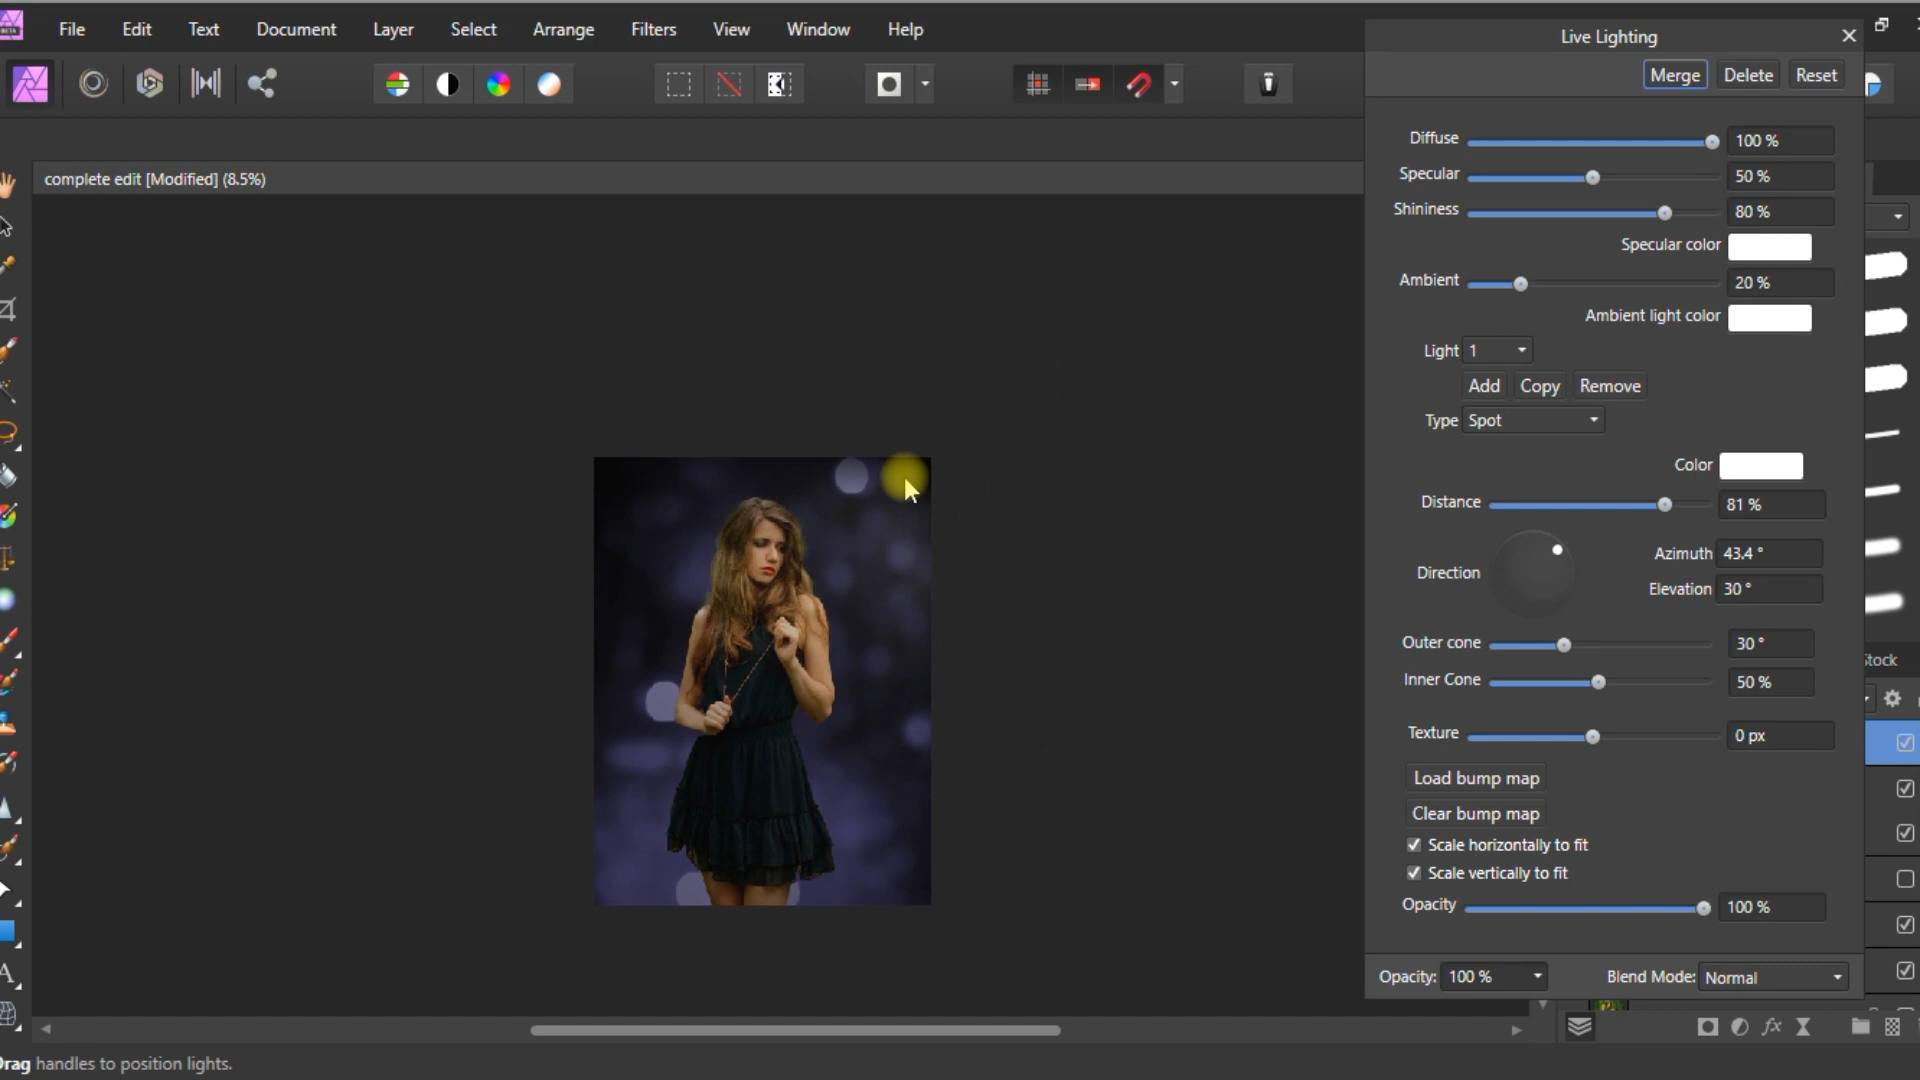 File Edit Text Document Layer Select Arrange Filters View Window Help
Live Lighting
Merge Delete Reset
complete edit [Modified] (8.5%)
Diffuse 100 %
Specular 50 %
Shininess 80 %
Specular color
Ambient 20 %
Ambient light color
Light 1
Add Copy Remove
Type Spot
Color
Distance 81 %
Direction
Azimuth 43.4 °
Elevation 30 °
Outer cone 30 °
Inner Cone 50 %
Stock
Texture 0 px
Load bump map
Clear bump map
Scale horizontally to fit
Scale vertically to fit
Opacity 100 %
Opacity: 100 % Blend Mode: Normal
Drag handles to position lights.